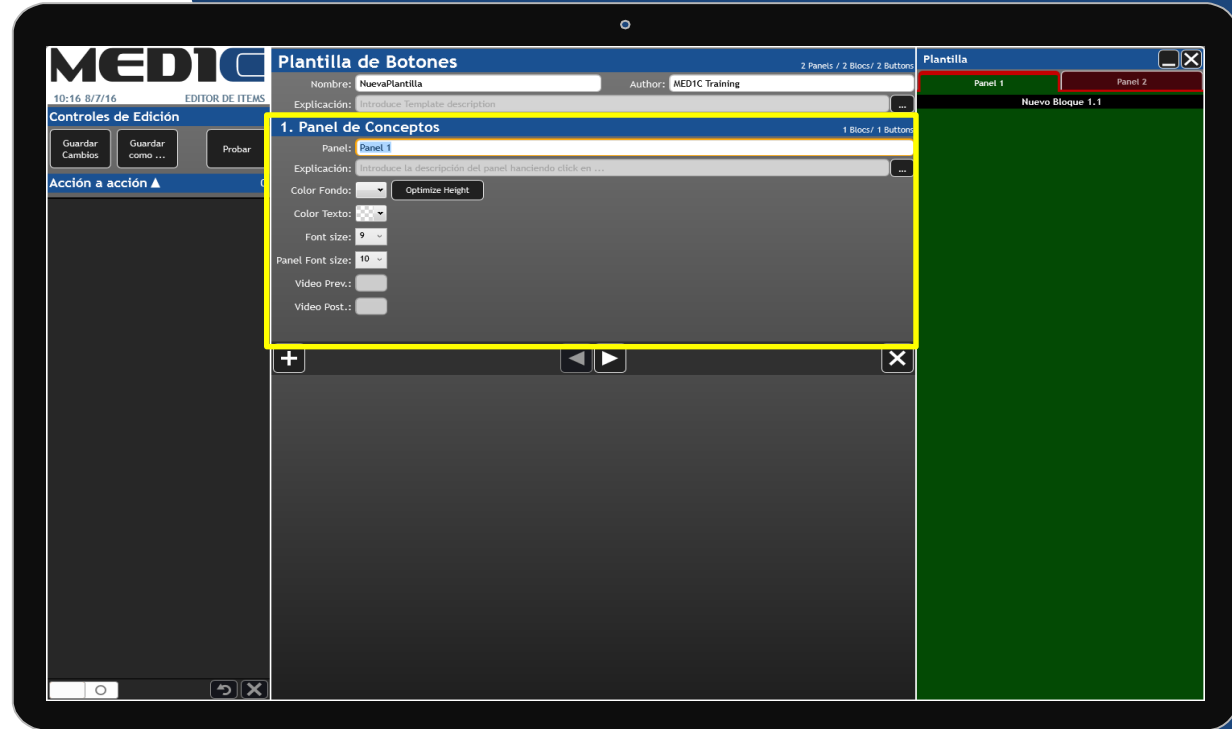 MED1C
10:16 8/7/16 EDITOR DE ITEMS
Controles de Edición
Guardar Cambios
Guardar como ...
Probar
Acción a acción ▲
Plantilla de Botones 2 Panels / 2 Blocs/ 2 Buttons
Nombre: NuevaPlantilla Author: MED1C Training
Explicación: Introduce Template description ...
1. Panel de Conceptos 1 Blocs/ 1 Buttons
Panel: Panel 1
Explicación: Introduce la descripción del panel hanciendo click en ... ...
Color Fondo: Optimize Height
Color Texto:
Font size: 9
Panel Font size: 10
Video Prev.:
Video Post.:
Plantilla
Panel 1 Panel 2
Nuevo Bloque 1.1